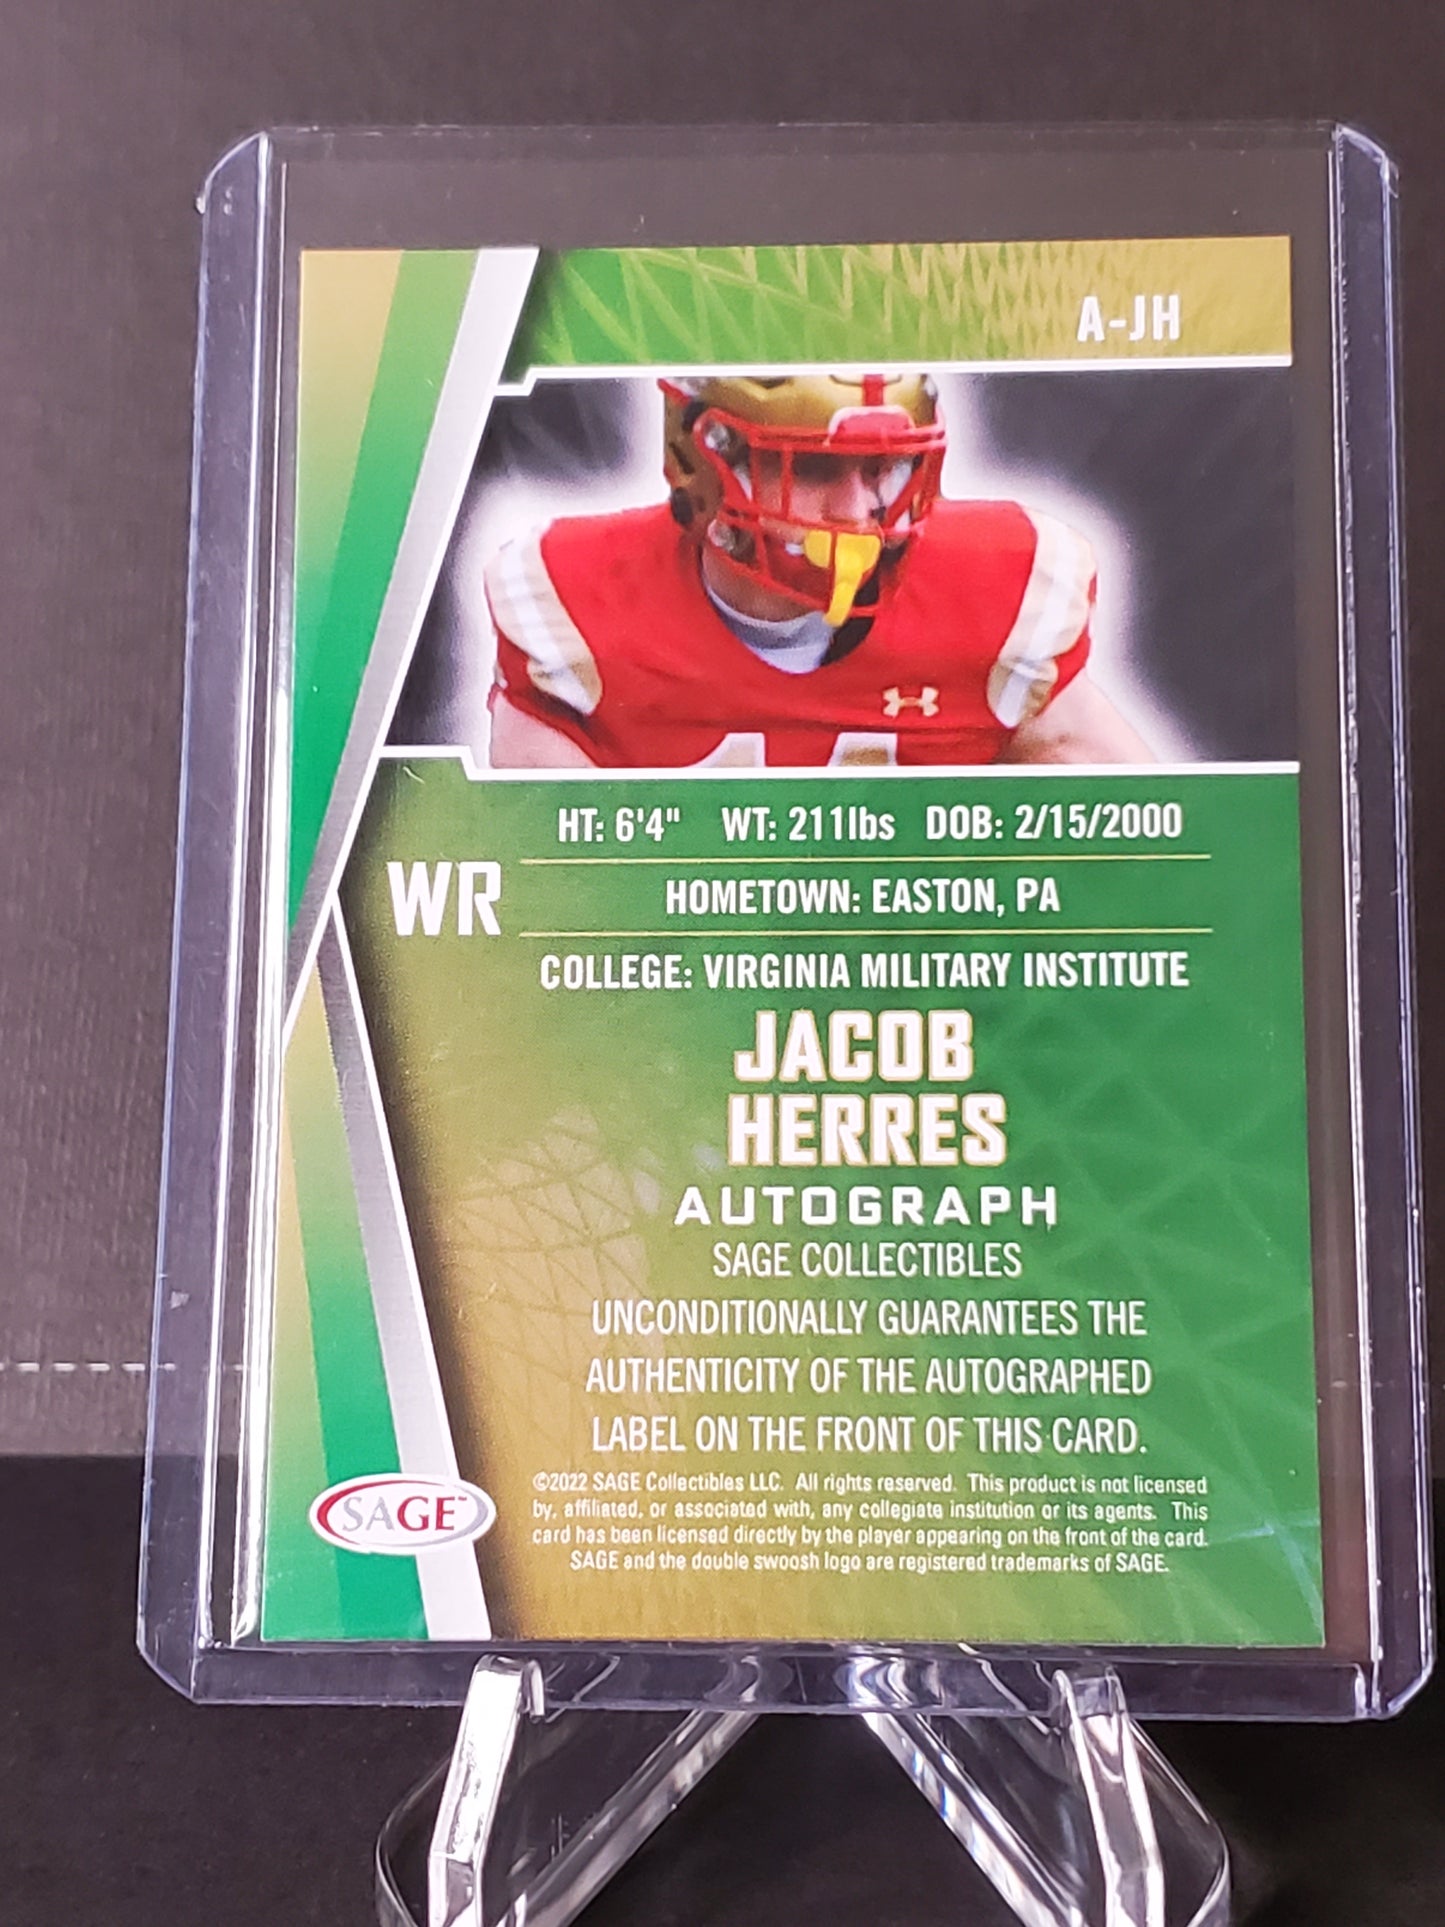 A-JH
HT: 6'4" WT: 211lbs DOB: 2/15/2000
WR
HOMETOWN: EASTON, PA
COLLEGE: VIRGINIA MILITARY INSTITUTE
JACOB
HERRES
AUTOGRAPH
SAGE COLLECTIBLES
UNCONDITIONALLY GUARANTEES THE
AUTHENTICITY OF THE AUTOGRAPHED
LABEL ON THE FRONT OF THIS CARD.
©2022 SAGE Collectibles LLC. All rights reserved. This product is not licensed
by, affiliated, or associated with, any collegiate institution or its agents. This
card has been licensed directly by the player appearing on the front of the card.
SAGE and the double swoosh logo are registered trademarks of SAGE.
SAGE™